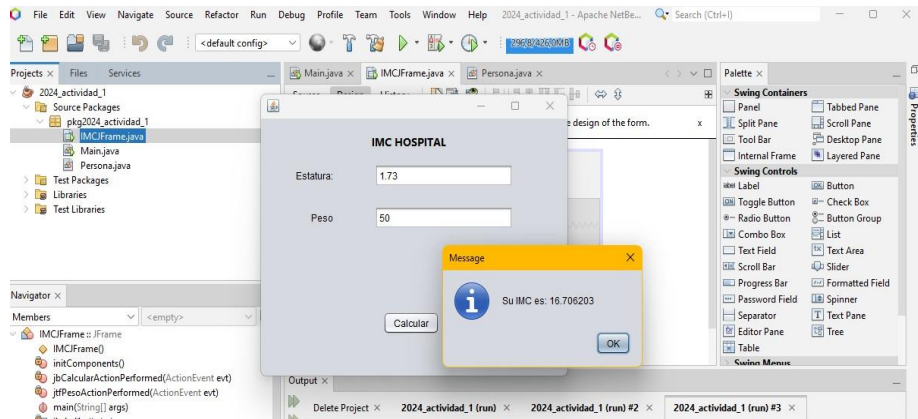 File Edit View Navigate Source Refactor Run Debug Profile Team Tools Window Help 2024_actividad_1 - Apache NetBe... Search (Ctrl+I)
<default config>
Projects × Files Services
Main.java × IMCJFrame.java × Persona.java ×
Palette ×
2024_actividad_1
Source Packages
pkg2024_actividad_1
IMCJFrame.java
Main.java
Persona.java
Test Packages
Libraries
Test Libraries
e design of the form. x
IMC HOSPITAL
Estatura: 1.73
Peso 50
Calcular
Message ×
Su IMC es: 16.706203
OK
Swing Containers
Panel Tabbed Pane
Split Pane Scroll Pane
Tool Bar Desktop Pane
Internal Frame Layered Pane
Swing Controls
Label Button
Toggle Button Check Box
Radio Button Button Group
Combo Box List
Text Field Text Area
Scroll Bar Slider
Progress Bar Formatted Field
Password Field Spinner
Separator Text Pane
Editor Pane Tree
Table
Swing Menus
Properties
Navigator ×
Members <empty>
IMCJFrame :: JFrame
IMCJFrame()
initComponents()
jbCalcularActionPerformed(ActionEvent evt)
jtfPesoActionPerformed(ActionEvent evt)
main(String[] args)
Output ×
Delete Project × 2024_actividad_1 (run) × 2024_actividad_1 (run) #2 × 2024_actividad_1 (run) #3 ×